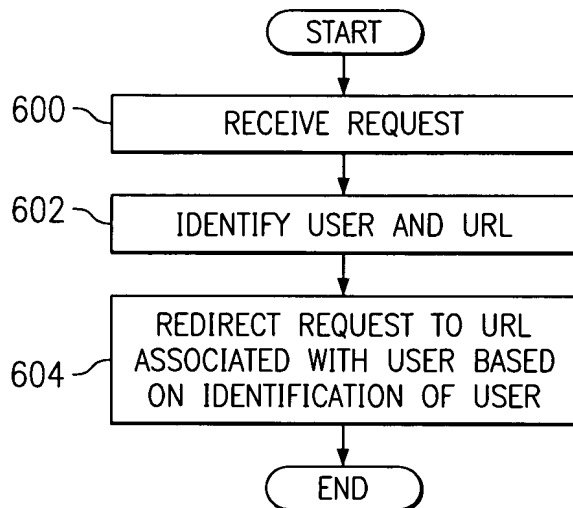 START
600
RECEIVE REQUEST
602
IDENTIFY USER AND URL
604
REDIRECT REQUEST TO URL
ASSOCIATED WITH USER BASED
ON IDENTIFICATION OF USER
END